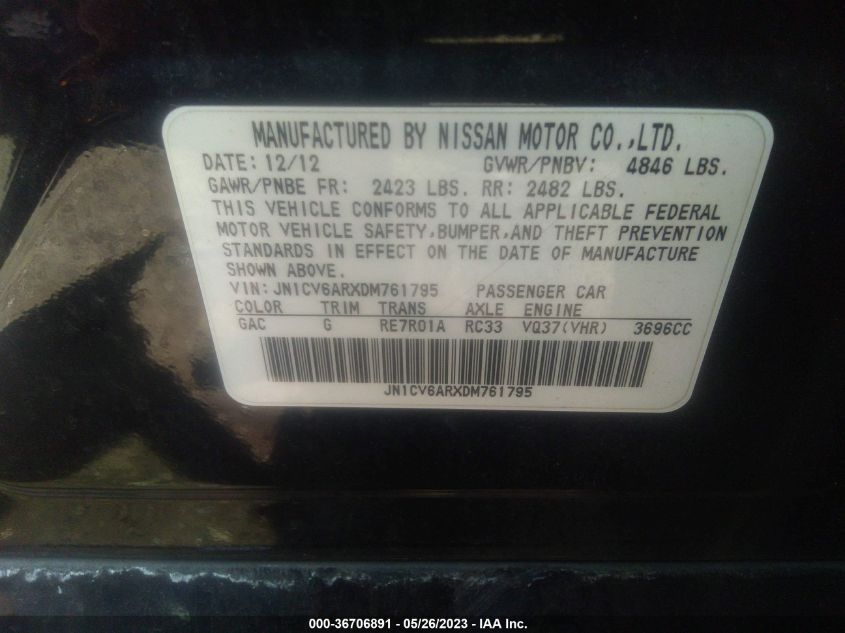 MANUFACTURED BY NISSAN MOTOR CO.,LTD.
DATE: 12/12 GVWR/PNBV: 4846 LBS.
GAWR/PNBE FR: 2423 LBS. RR: 2482 LBS.
THIS VEHICLE CONFORMS TO ALL APPLICABLE FEDERAL
MOTOR VEHICLE SAFETY, BUMPER, AND THEFT PREVENTION
STANDARDS IN EFFECT ON THE DATE OF MANUFACTURE
SHOWN ABOVE.
VIN: JN1CV6ARXDM761795 PASSENGER CAR
COLOR TRIM TRANS AXLE ENGINE
GAC G RE7R01A RC33 VQ37(VHR) 3696CC
JN1CV6ARXDM761795
000-36706891 - 05/26/2023 - IAA Inc.